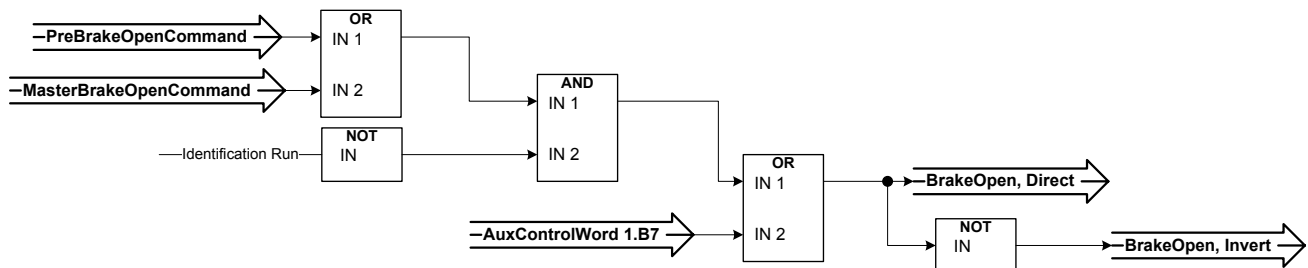 OR
PreBrakeOpenCommand
IN 1
MasterBrakeOpenCommand
IN 2
AND
IN 1
NOT
Identification Run
IN
IN 2
OR
IN 1
BrakeOpen, Direct
AuxControlWord 1.B7
IN 2
NOT
IN
BrakeOpen, Invert